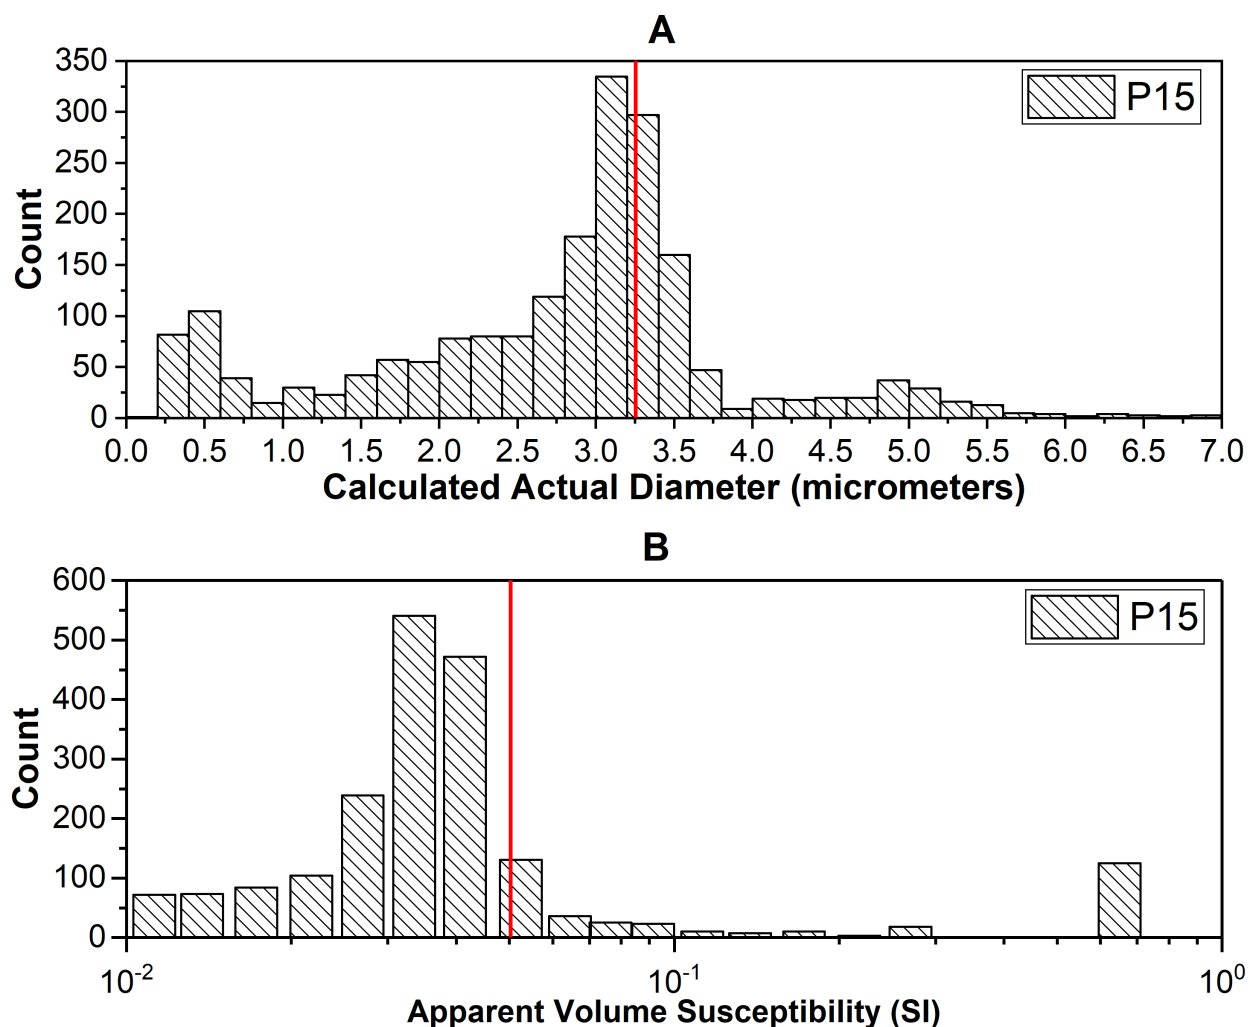 A
350
300
250
200
150
100
50
0
Count
P15
0.0 0.5 1.0 1.5 2.0 2.5 3.0 3.5 4.0 4.5 5.0 5.5 6.0 6.5 7.0
Calculated Actual Diameter (micrometers)
B
600
500
400
300
200
100
0
Count
P15
10-2 10-1 100
Apparent Volume Susceptibility (SI)